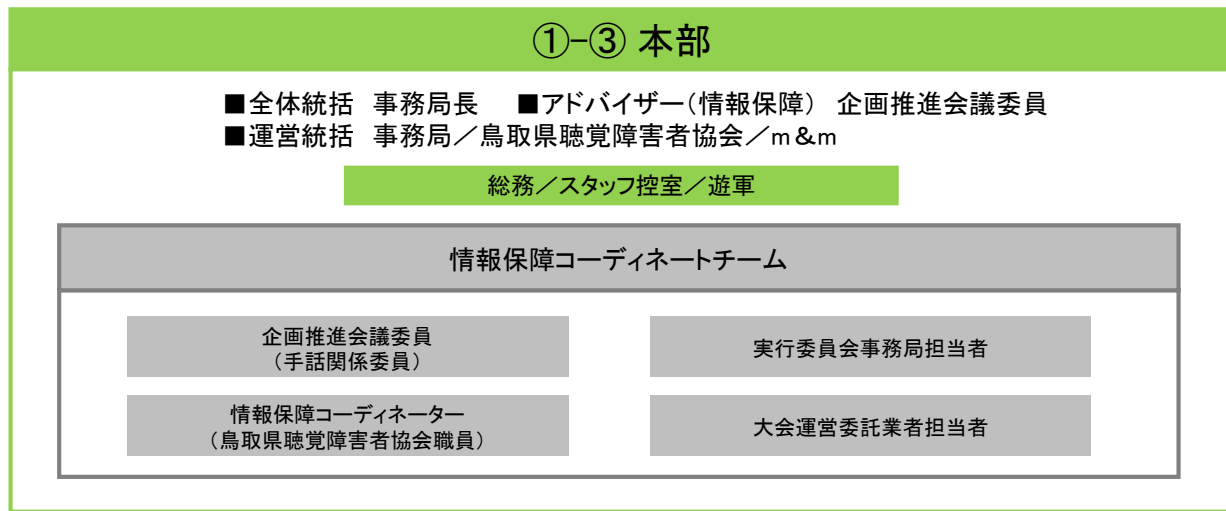 ①-③ 本部
■全体統括 事務局長 ■アドバイザー(情報保障) 企画推進会議委員
■運営統括 事務局／鳥取県聴覚障害者協会／m&m
総務／スタッフ控室／遊軍
情報保障コーディネートチーム
企画推進会議委員
(手話関係委員)
実行委員会事務局担当者
情報保障コーディネーター
(鳥取県聴覚障害者協会職員)
大会運営委託業者担当者